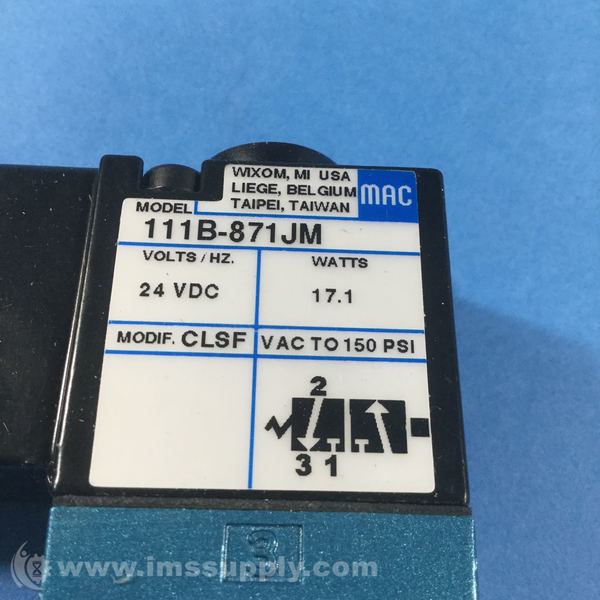 WIXOM, MI USA
LIEGE, BELGIUM
TAIPEI, TAIWAN
MAC
MODEL
111B-871JM
VOLTS/HZ.
WATTS
24 VDC
17.1
MODIF. CLSF
VAC TO 150 PSI
2
3 1
3
www.imssupply.com